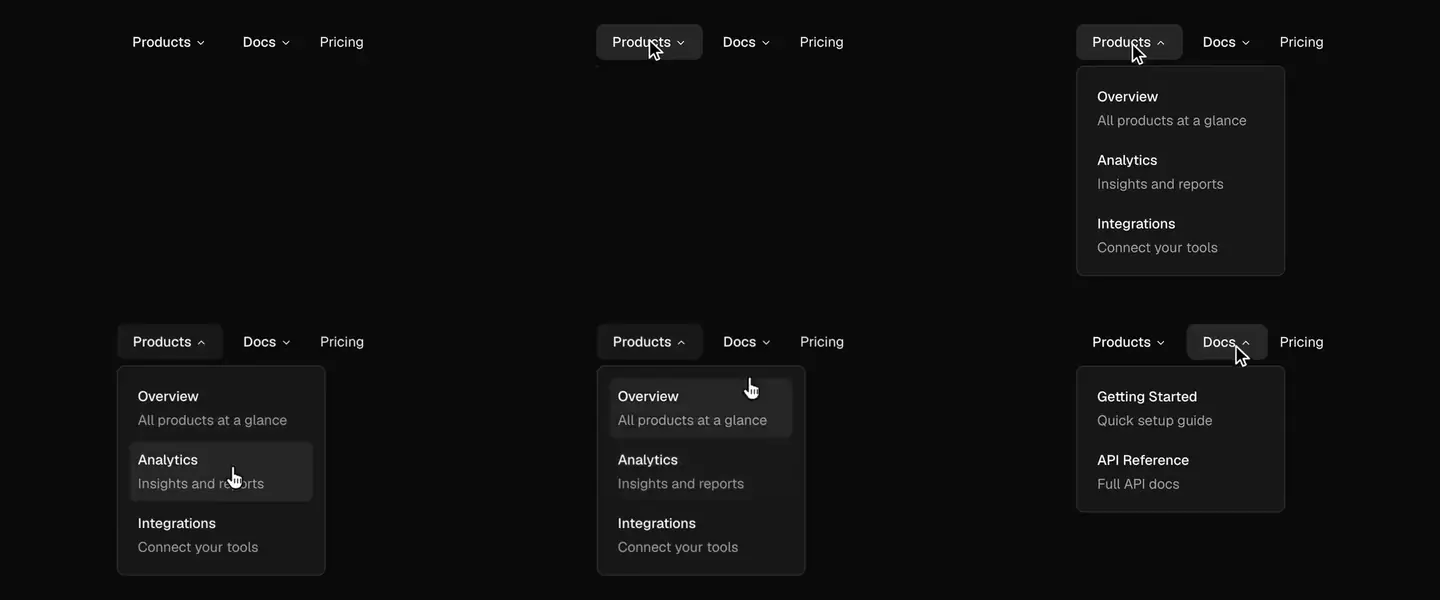 Products Docs Pricing
Products Docs Pricing
Products Docs Pricing
Overview
All products at a glance
Analytics
Insights and reports
Integrations
Connect your tools
Products Docs Pricing
Overview
All products at a glance
Analytics
Insights and reports
Integrations
Connect your tools
Products Docs Pricing
Overview
All products at a glance
Analytics
Insights and reports
Integrations
Connect your tools
Products Docs Pricing
Getting Started
Quick setup guide
API Reference
Full API docs